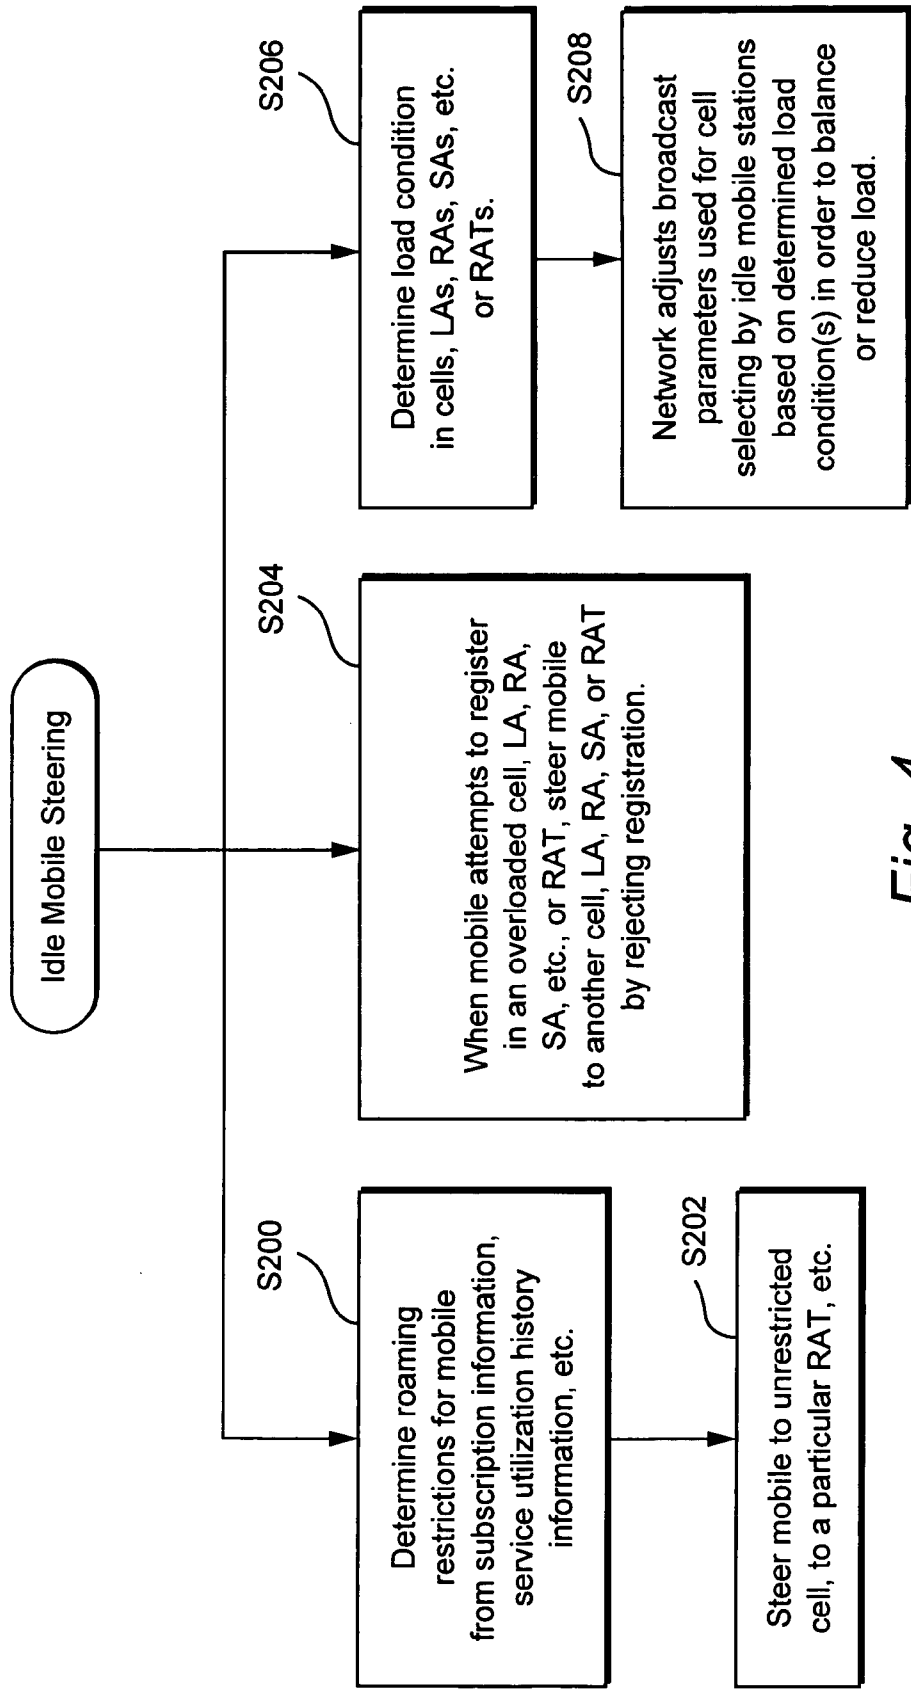 Idle Mobile Steering
S200
Determine roaming
restrictions for mobile
from subscription information,
service utilization history
information, etc.
S202
Steer mobile to unrestricted
cell, to a particular RAT, etc.
S204
When mobile attempts to register
in an overloaded cell, LA, RA,
SA, etc., or RAT, steer mobile
to another cell, LA, RA, SA, or RAT
by rejecting registration.
S206
Determine load condition
in cells, LAs, RAs, SAs, etc.
or RATs.
S208
Network adjusts broadcast
parameters used for cell
selecting by idle mobile stations
based on determined load
condition(s) in order to balance
or reduce load.
Fig. 4